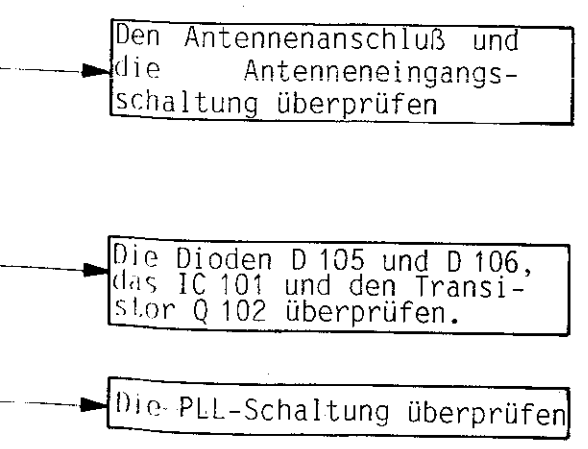 Den Antennenanschluß und
die Antenneneingangs-
schaltung überprüfen
Die Dioden D 105 und D 106,
das IC 101 und den Transi-
stor Q 102 überprüfen.
Die PLL-Schaltung überprüfen